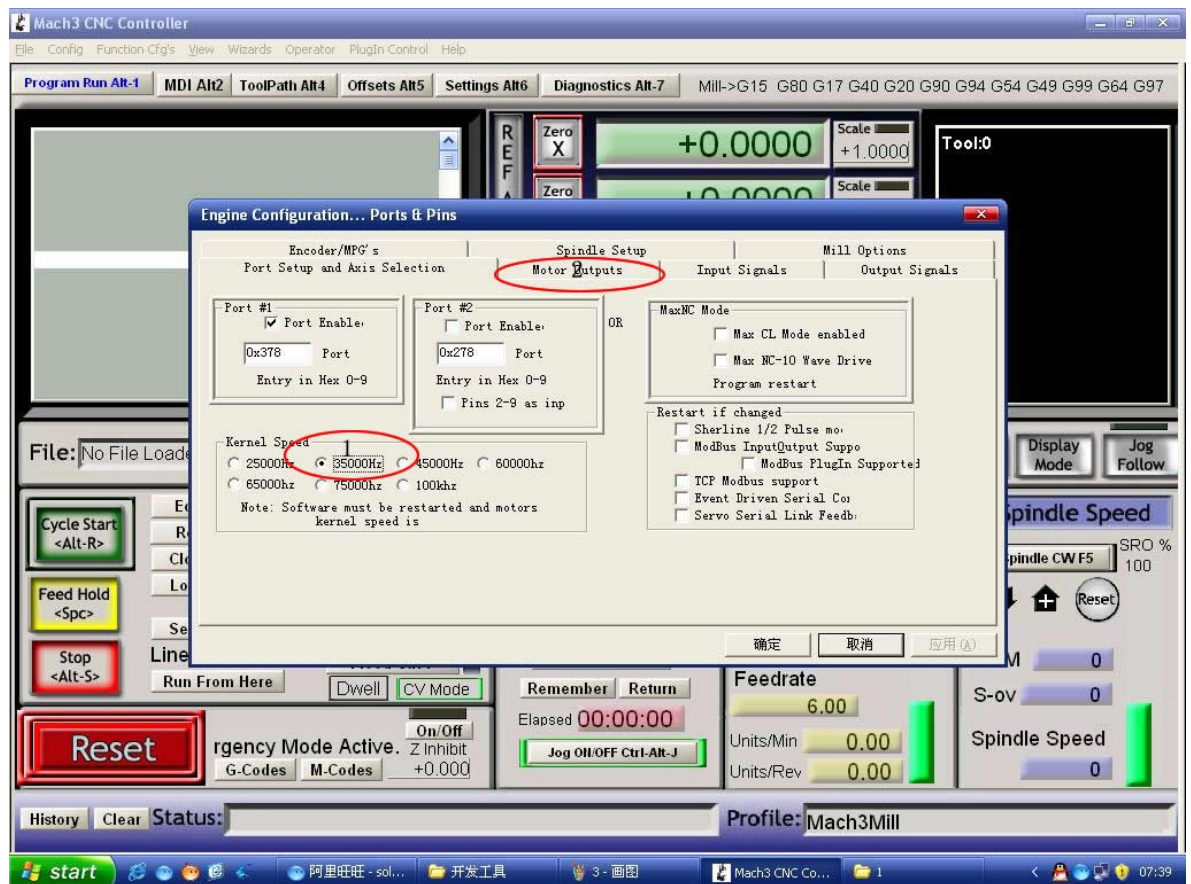 Mach3 CNC Controller
File Config Function Cfg's View Wizards Operator PlugIn Control Help
Program Run Alt-1 MDI Alt2 ToolPath Alt4 Offsets Alt5 Settings Alt6 Diagnostics Alt-7 Mill->G15 G80 G17 G40 G20 G90 G94 G54 G49 G99 G64 G97
REF
Zero X +0.0000 Scale +1.0000 Tool:0
Zero Scale
Engine Configuration... Ports & Pins
Encoder/MPG's Spindle Setup Mill Options
Port Setup and Axis Selection Motor Outputs Input Signals Output Signals
2
Port #1 Port #2 OR MaxNC Mode
Port Enable Port Enable Max CL Mode enabled
0x378 Port 0x278 Port Max NC-10 Wave Drive
Entry in Hex 0-9 Entry in Hex 0-9 Program restart
Pins 2-9 as inp
Restart if changed
Sherline 1/2 Pulse mo
ModBus InputOutput Suppo
ModBus PlugIn Supported
TCP Modbus support
Event Driven Serial Co
Servo Serial Link Feedb
Kernel Speed 1
25000Hz 35000Hz 45000Hz 60000hz
65000hz 75000hz 100khz
Note: Software must be restarted and motors
kernel speed is
确定 取消 应用(A)
File: No File Loade
Display Mode Jog Follow
Cycle Start <Alt-R>
Feed Hold <Spc>
Stop <Alt-S>
Spindle Speed
Spindle CW F5 SRO % 100
Reset
Line
Run From Here Dwell CV Mode Remember Return
Feedrate
6.00
Units/Min 0.00
Units/Rev 0.00
M 0
S-ov 0
Spindle Speed
0
Elapsed 00:00:00
Jog ON/OFF Ctrl-Alt-J
Reset rgency Mode Active.
On/Off
Z Inhibit
+0.000
G-Codes M-Codes
History Clear Status: Profile: Mach3Mill
start 阿里旺旺 - sol... 开发工具 3 - 画图 Mach3 CNC Co... 1 07:39